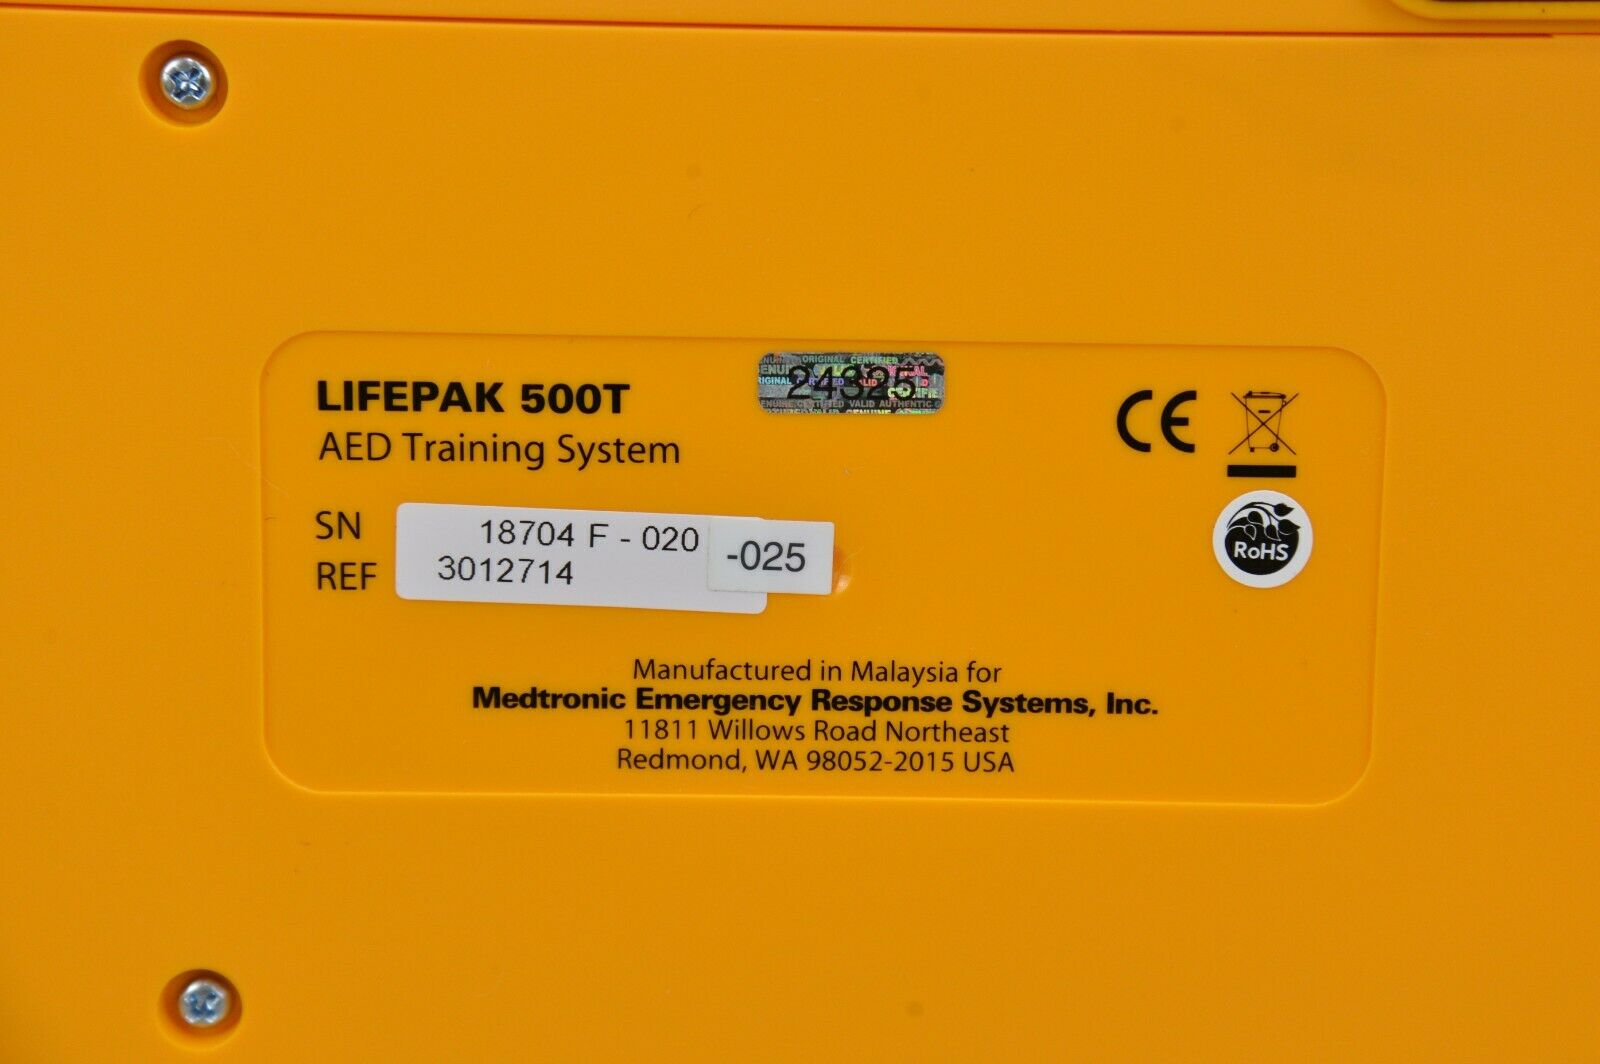 LIFEPAK 500T
AED Training System
24325
SN 18704 F - 020 -025
REF 3012714
CE
RoHS
Manufactured in Malaysia for
Medtronic Emergency Response Systems, Inc.
11811 Willows Road Northeast
Redmond, WA 98052-2015 USA